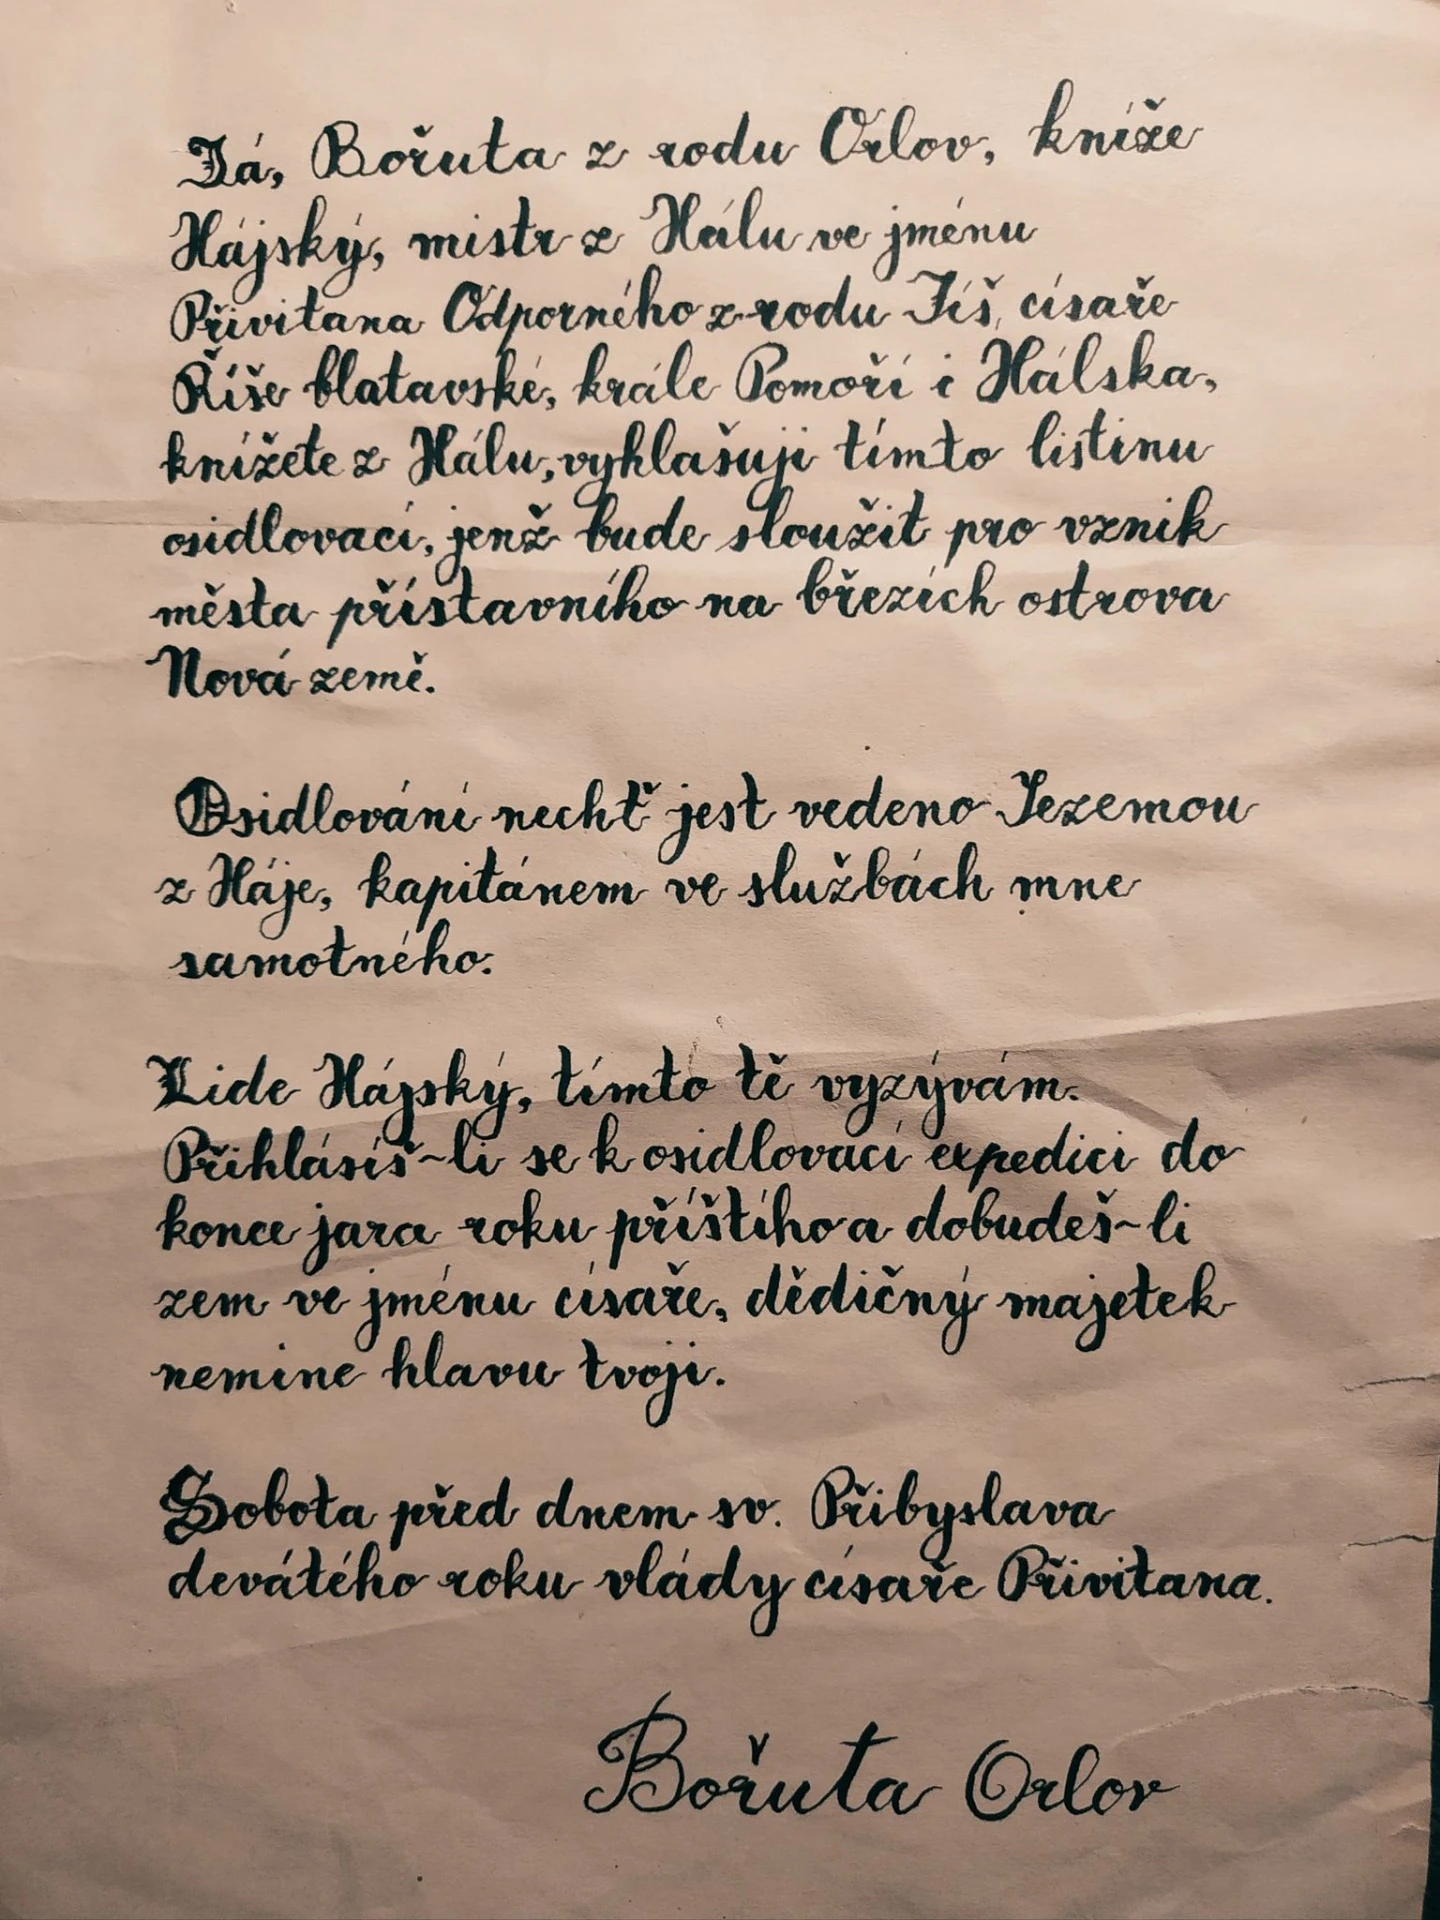 Já, Bořuta z rodu Orlov, kníže
Hájský, mistr z Hálu ve jménu
Přivitana Odporného z rodu Jíš, císaře
Říše blatavské, krále Pomoří i Hálska,
knížete z Hálu, vyhlašuji tímto listinu
osidlovací, jenž bude sloužit pro vznik
města přístavního na březích ostrova
Nová země.
Osidlování nechť jest vedeno Jezemou
z Háje, kapitánem ve službách mne
samotného.
Lide Hájský, tímto tě vyzývám.
Přihlásíš-li se k osidlovací expedici do
konce jara roku příštího a dobudeš-li
zem ve jménu císaře, dědičný majetek
nemine hlavu tvoji.
Sobota před dnem sv. Přibyslava
devátého roku vlády císaře Přivitana.
Bořuta Orlov